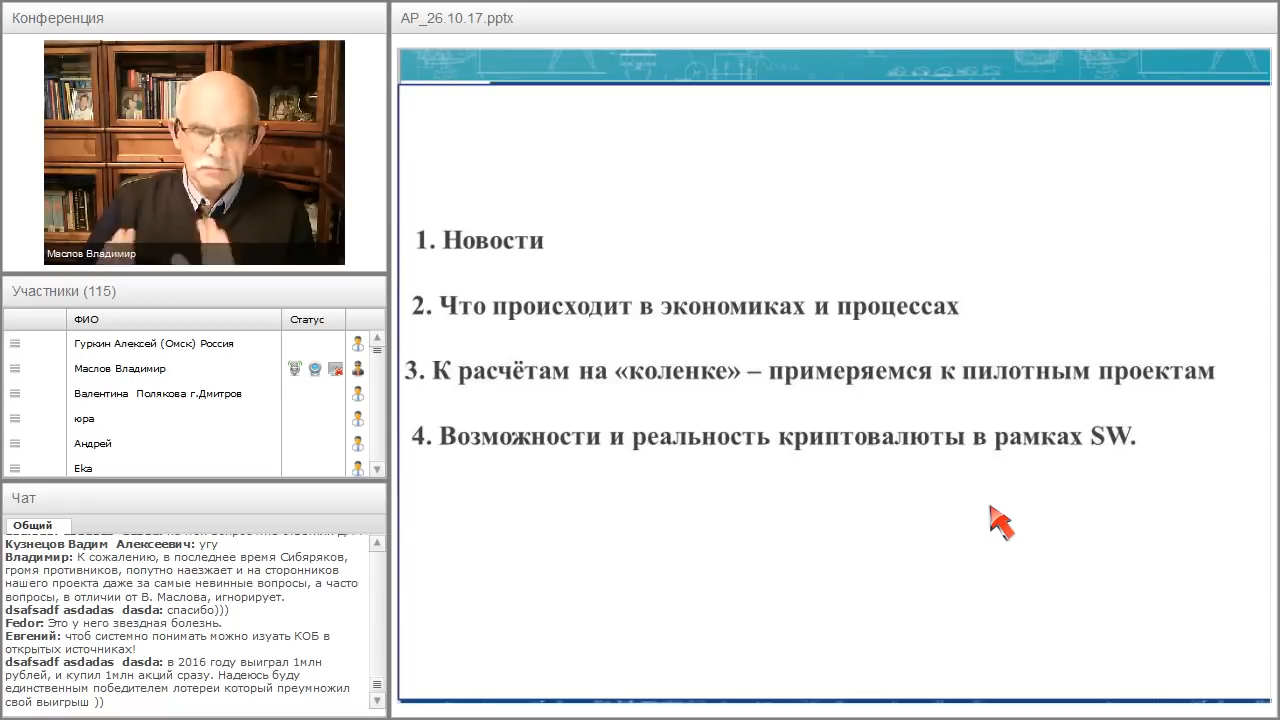 Конференция
Маслов Владимир
Участники (115)
ФИО
Статус
Гуркин Алексей (Омск) Россия
Маслов Владимир
Валентина Полякова г.Дмитров
юра
Андрей
Eka
Чат
Общий
Кузнецов Вадим Алексеевич: угу
Владимир: К сожалению, в последнее время Сибяряков,
громя противников, попутно наезжает и на сторонников
нашего проекта даже за самые невинные вопросы, а часто
вопросы, в отличии от В. Маслова, игнорирует.
dsafsadf asdadas dasda: спасибо)))
Fedor: Это у него звездная болезнь.
Евгений: чтоб системно понимать можно изуать КОБ в
открытых источниках!
dsafsadf asdadas dasda: в 2016 году выиграл 1млн
рублей, и купил 1млн акций сразу. Надеюсь буду
единственным победителем лотереи который преумножил
свой выигрыш ))
AP_26.10.17.pptx
1. Новости
2. Что происходит в экономиках и процессах
3. К расчётам на «коленке» – примеряемся к пилотным проектам
4. Возможности и реальность криптовалюты в рамках SW.